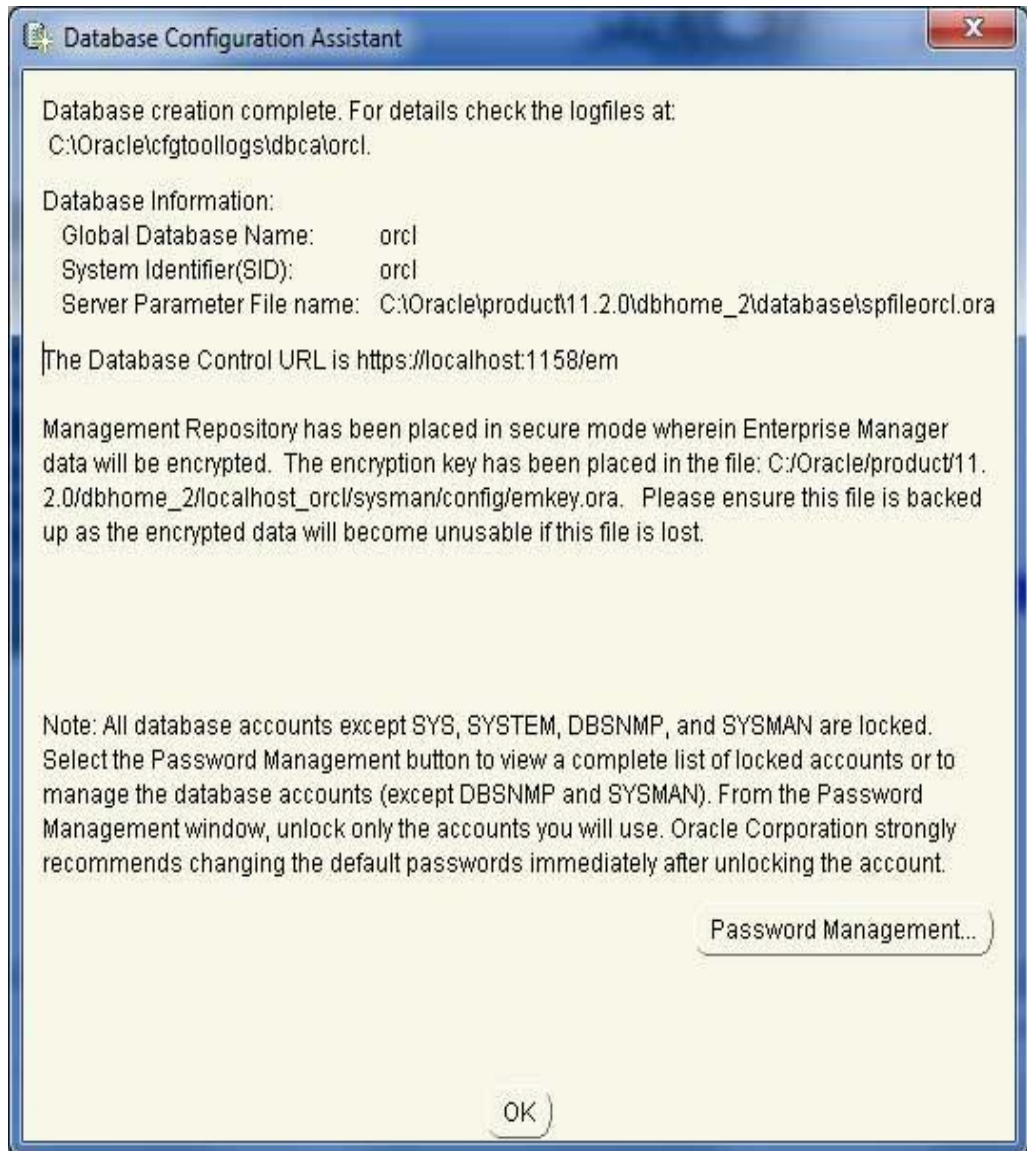 Database Configuration Assistant
Database creation complete. For details check the logfiles at:
C:\Oracle\cfgtoollogs\dbca\orcl.
Database Information:
Global Database Name: orcl
System Identifier(SID): orcl
Server Parameter File name: C:\Oracle\product\11.2.0\dbhome_2\database\spfileorcl.ora
The Database Control URL is https://localhost:1158/em
Management Repository has been placed in secure mode wherein Enterprise Manager
data will be encrypted. The encryption key has been placed in the file: C:/Oracle/product/11.
2.0/dbhome_2/localhost_orcl/sysman/config/emkey.ora. Please ensure this file is backed
up as the encrypted data will become unusable if this file is lost.
Note: All database accounts except SYS, SYSTEM, DBSNMP, and SYSMAN are locked.
Select the Password Management button to view a complete list of locked accounts or to
manage the database accounts (except DBSNMP and SYSMAN). From the Password
Management window, unlock only the accounts you will use. Oracle Corporation strongly
recommends changing the default passwords immediately after unlocking the account.
Password Management...
OK